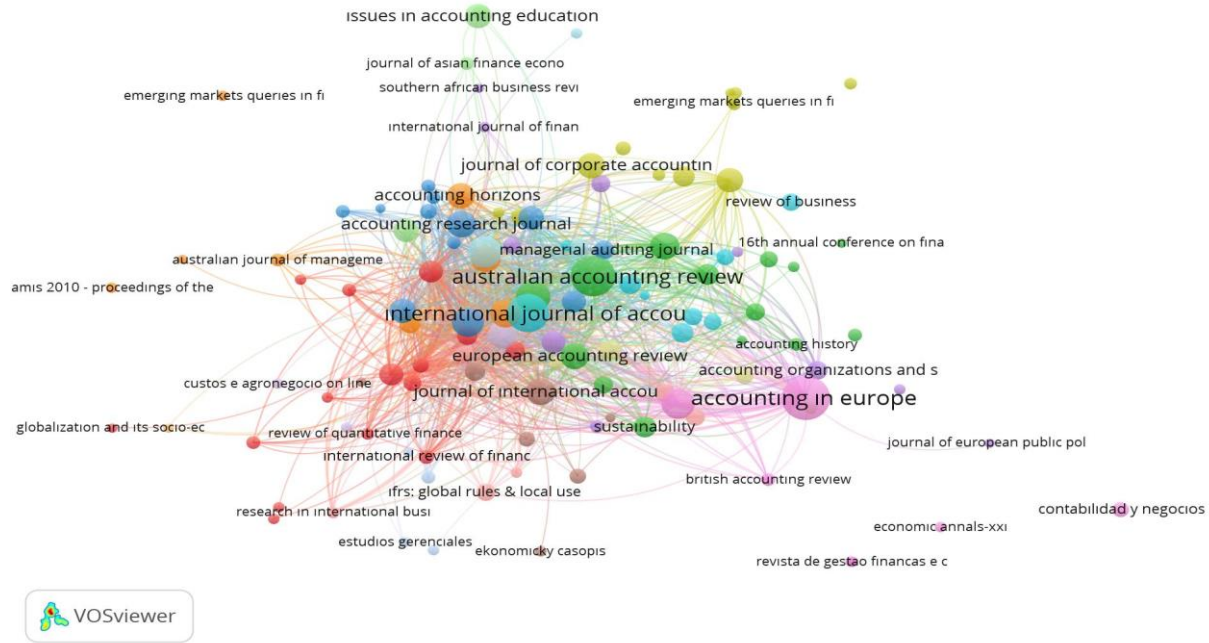 issues in accounting education
journal of asian finance econo
southern african business revi
emerging markets queries in fi
emerging markets queries in fi
international journal of finan
journal of corporate accountin
accounting horizons
review of business
accounting research journal
managerial auditing journal
16th annual conference on fina
australian journal of manageme
australian accounting review
amis 2010 - proceedings of the
international journal of accou
accounting history
european accounting review
accounting organizations and s
custos e agronegocio on line
journal of international accou
accounting in europe
globalization and its socio-ec
review of quantitative finance
sustainability
journal of european public pol
international review of financ
british accounting review
ifrs: global rules & local use
research in international busi
contabilidad y negocios
economic annals-xxi
estudios gerenciales
ekonomicky casopis
revista de gestao financas e c
VOSviewer